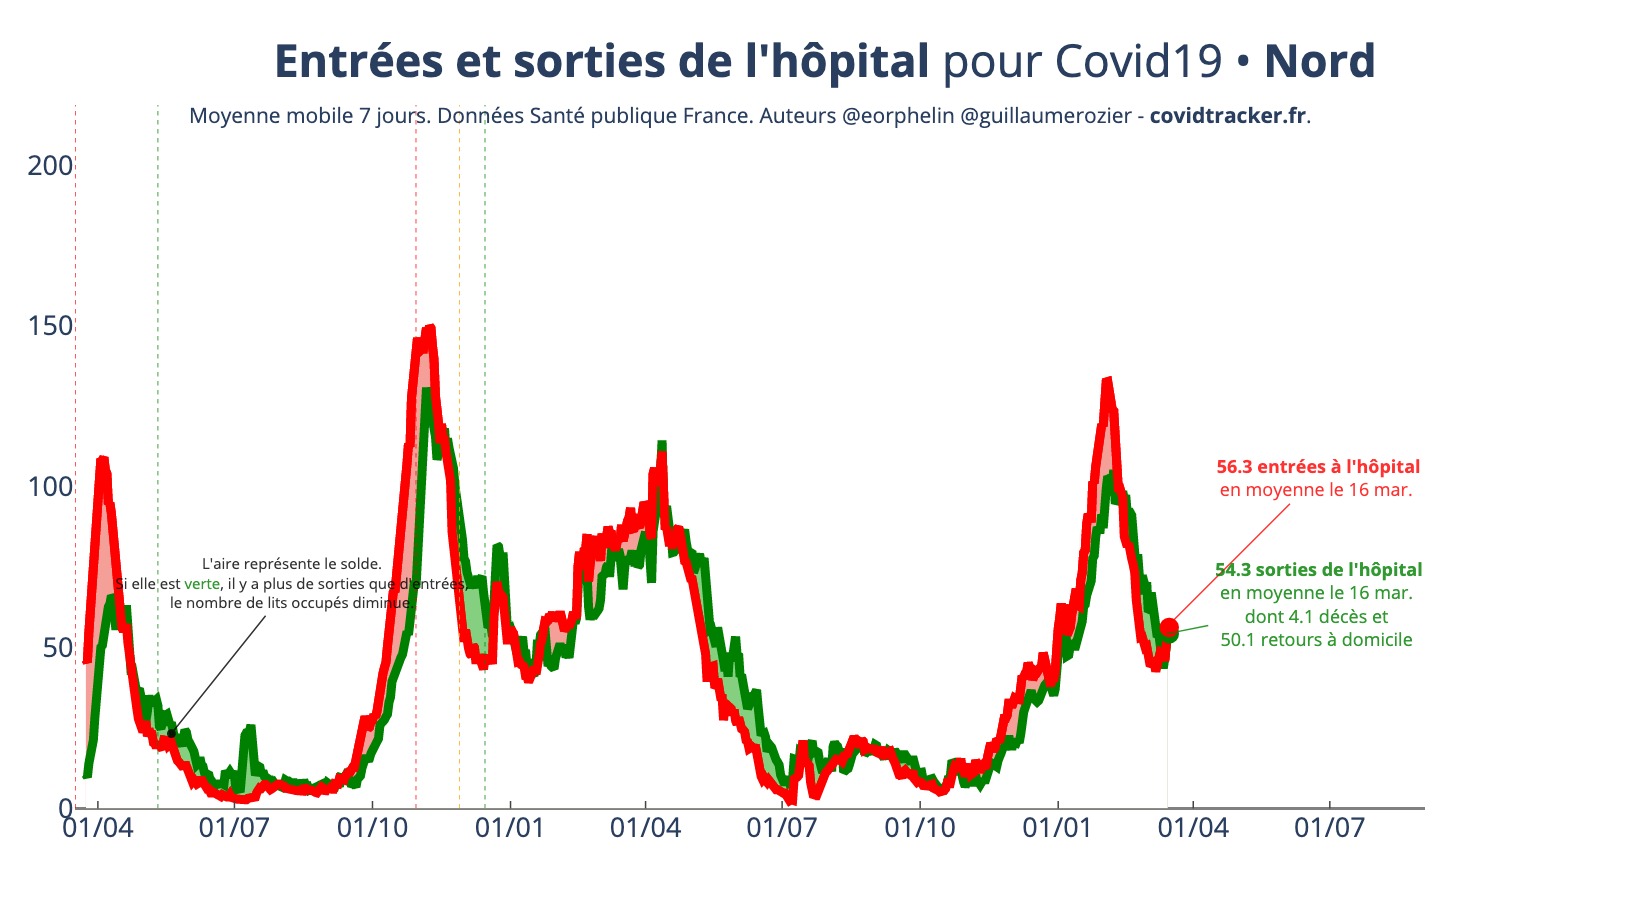 Entrées et sorties de l'hôpital pour Covid19 • Nord
Moyenne mobile 7 jours. Données Santé publique France. Auteurs @eorphelin @guillaumerozier - covidtracker.fr.
200
150
100
50
0
56.3 entrées à l'hôpital
en moyenne le 16 mar.
54.3 sorties de l'hôpital
en moyenne le 16 mar.
dont 4.1 décès et
50.1 retours à domicile
L'aire représente le solde.
Si elle est verte, il y a plus de sorties que d'entrées,
le nombre de lits occupés diminue.
01/04
01/07
01/10
01/01
01/04
01/07
01/10
01/01
01/04
01/07